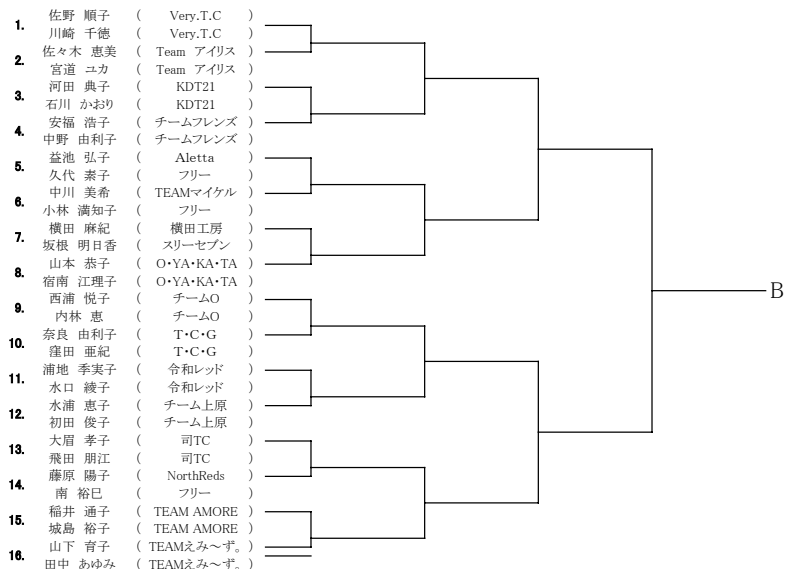 1. 佐野 順子 ( Very.T.C )
川崎 千徳 ( Very.T.C )
2. 佐々木 恵美 ( Team アイリス )
宮道 ユカ ( Team アイリス )
3. 河田 典子 ( KDT21 )
石川 かおり ( KDT21 )
4. 安福 浩子 ( チームフレンズ )
中野 由利子 ( チームフレンズ )
5. 益池 弘子 ( Aletta )
久代 素子 ( フリー )
6. 中川 美希 ( TEAMマイケル )
小林 満知子 ( フリー )
7. 横田 麻紀 ( 横田工房 )
坂根 明日香 ( スリーセブン )
8. 山本 恭子 ( O・YA・KA・TA )
宿南 江理子 ( O・YA・KA・TA )
9. 西浦 悦子 ( チームO )
内林 恵 ( チームO )
10. 奈良 由利子 ( T・C・G )
窪田 亜紀 ( T・C・G )
11. 浦地 季実子 ( 令和レッド )
水口 綾子 ( 令和レッド )
12. 水浦 恵子 ( チーム上原 )
初田 俊子 ( チーム上原 )
13. 大眉 孝子 ( 司TC )
飛田 朋江 ( 司TC )
14. 藤原 陽子 ( NorthReds )
南 裕巳 ( フリー )
15. 稲井 通子 ( TEAM AMORE )
城島 裕子 ( TEAM AMORE )
16. 山下 育子 ( TEAMえみ～ず。 )
田中 あゆみ ( TEAMえみ～ず。 )
B